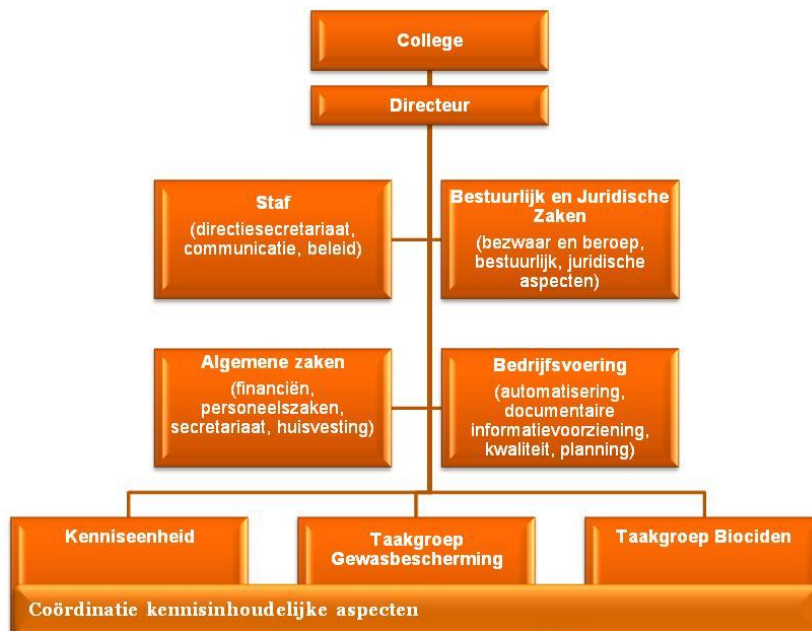 College
Directeur
Staf
(directiesecretariaat,
communicatie, beleid)
Bestuurlijk en Juridische
Zaken
(bezwaar en beroep,
bestuurlijk, juridische
aspecten)
Algemene zaken
(financiën,
personeelszaken,
secretariaat, huisvesting)
Bedrijfsvoering
(automatisering,
documentaire
informatievoorziening,
kwaliteit, planning)
Kenniseenheid
Taakgroep
Gewasbescherming
Taakgroep Biociden
Coördinatie kennisinhoudelijke aspecten